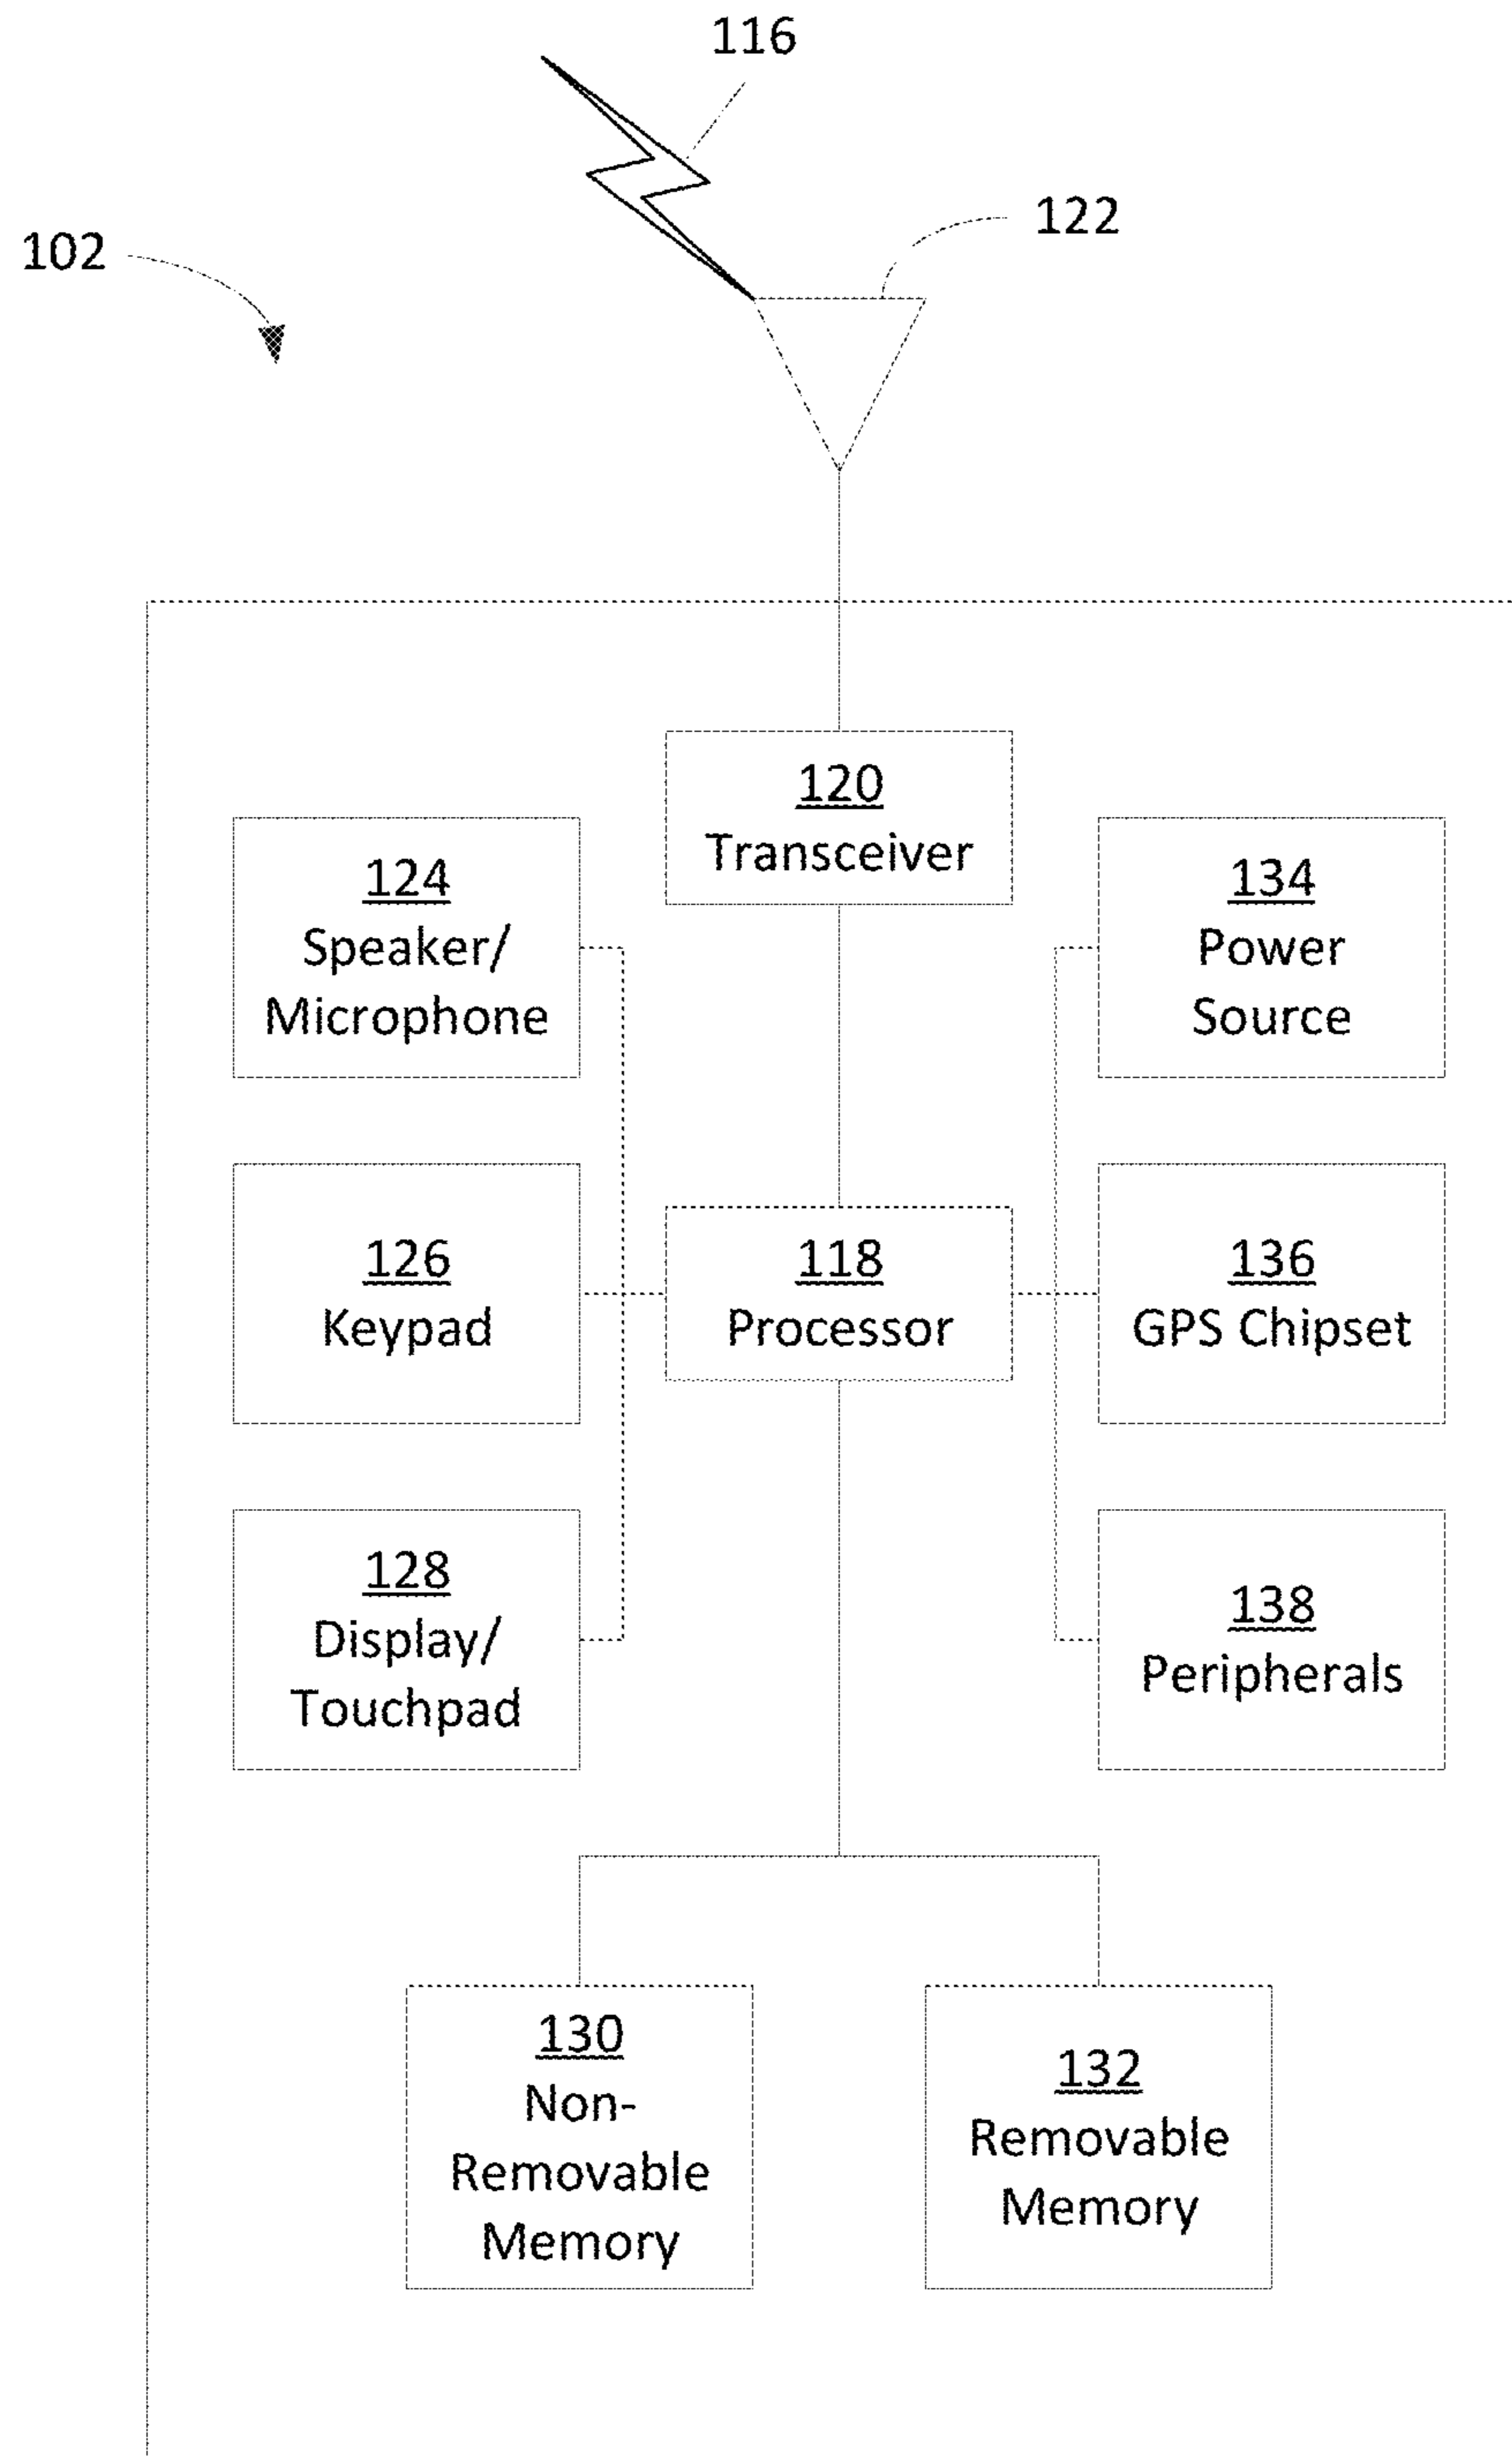 116
122
102
120
Transceiver
124
Speaker/
Microphone
134
Power
Source
126
Keypad
118
Processor
136
GPS Chipset
128
Display/
Touchpad
138
Peripherals
130
Non-
Removable
Memory
132
Removable
Memory